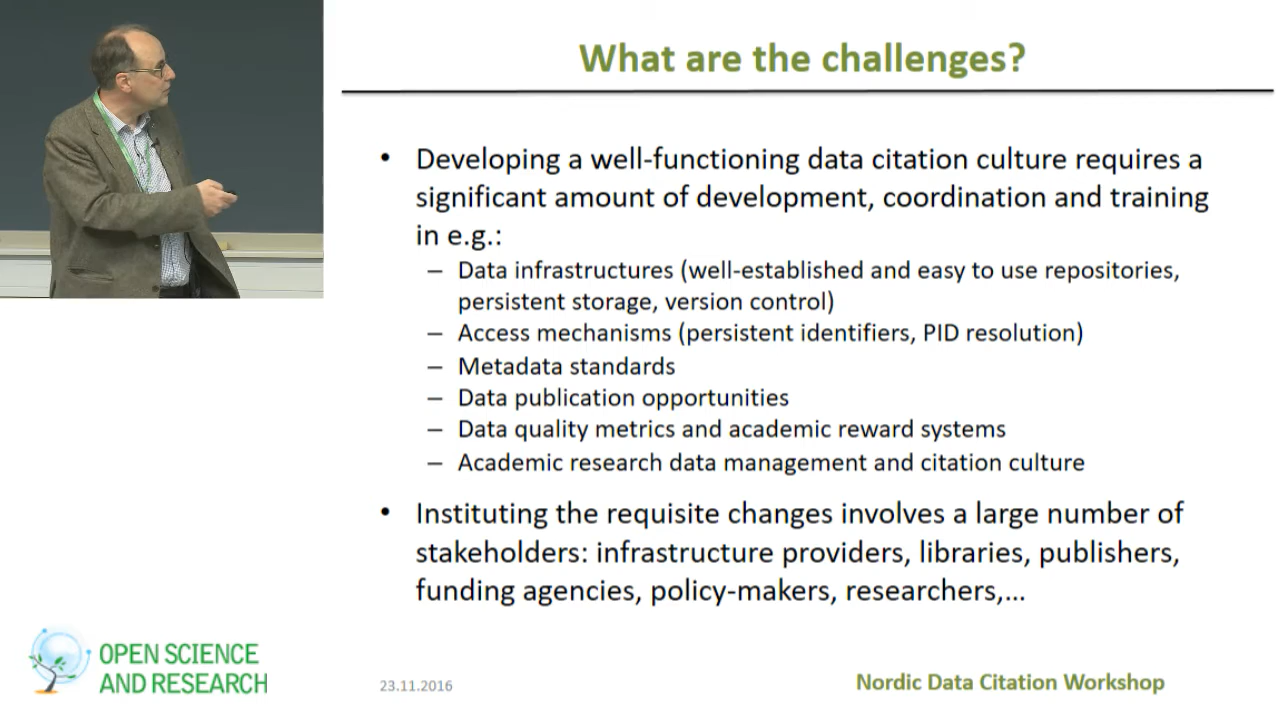 What are the challenges?
• Developing a well-functioning data citation culture requires a
significant amount of development, coordination and training
in e.g.:
– Data infrastructures (well-established and easy to use repositories,
persistent storage, version control)
– Access mechanisms (persistent identifiers, PID resolution)
– Metadata standards
– Data publication opportunities
– Data quality metrics and academic reward systems
– Academic research data management and citation culture
• Instituting the requisite changes involves a large number of
stakeholders: infrastructure providers, libraries, publishers,
funding agencies, policy-makers, researchers,...
OPEN SCIENCE
AND RESEARCH
23.11.2016
Nordic Data Citation Workshop